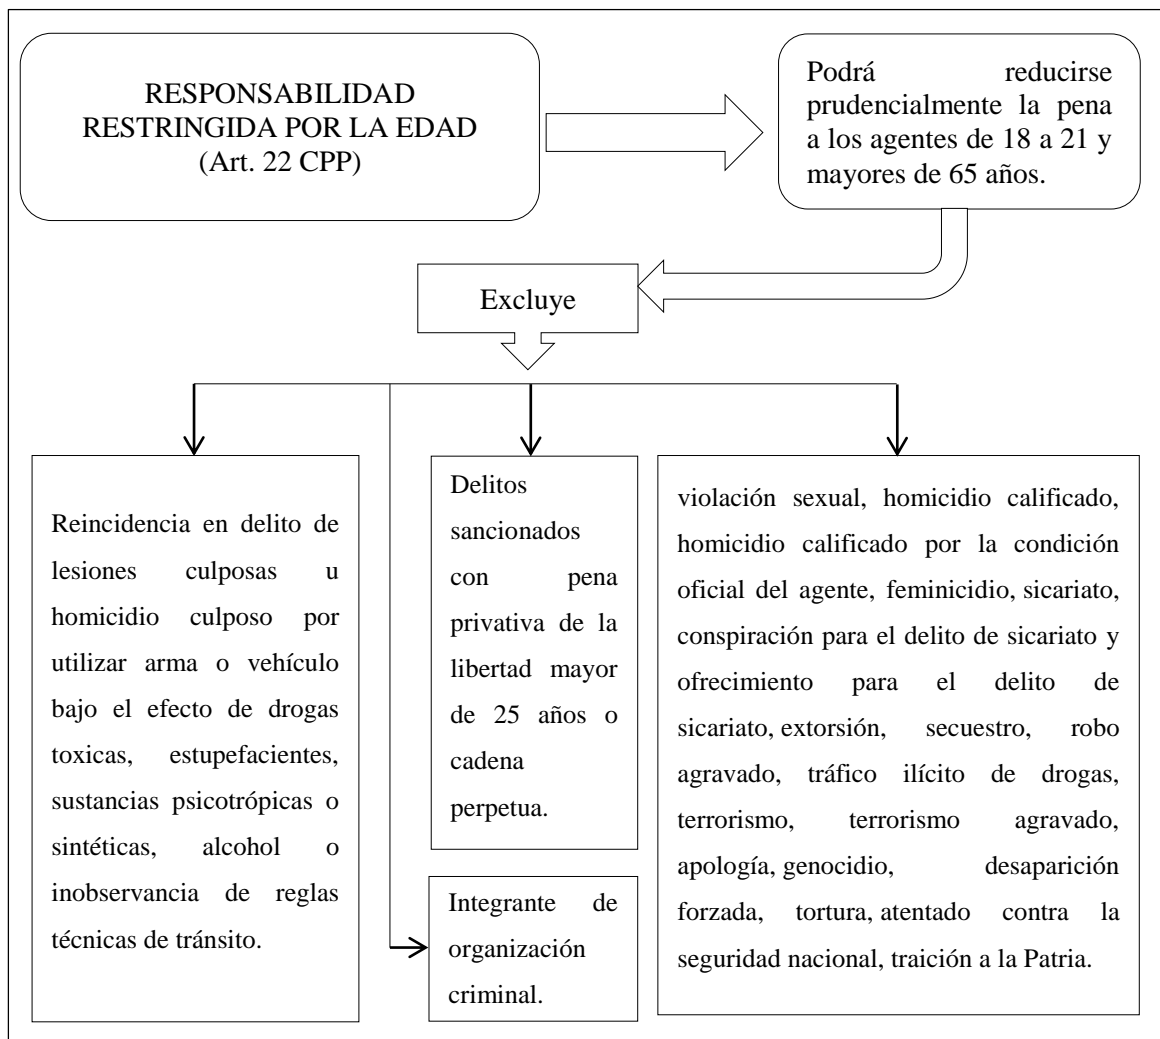 RESPONSABILIDAD
RESTRINGIDA POR LA EDAD
(Art. 22 CPP)
Podrá reducirse
prudencialmente la pena
a los agentes de 18 a 21 y
mayores de 65 años.
Excluye
Reincidencia en delito de
lesiones culposas u
homicidio culposo por
utilizar arma o vehículo
bajo el efecto de drogas
toxicas, estupefacientes,
sustancias psicotrópicas o
sintéticas, alcohol o
inobservancia de reglas
técnicas de tránsito.
Delitos
sancionados
con pena
privativa de la
libertad mayor
de 25 años o
cadena
perpetua.
Integrante de
organización
criminal.
violación sexual, homicidio calificado,
homicidio calificado por la condición
oficial del agente, feminicidio, sicariato,
conspiración para el delito de sicariato y
ofrecimiento para el delito de
sicariato, extorsión, secuestro, robo
agravado, tráfico ilícito de drogas,
terrorismo, terrorismo agravado,
apología, genocidio, desaparición
forzada, tortura, atentado contra la
seguridad nacional, traición a la Patria.